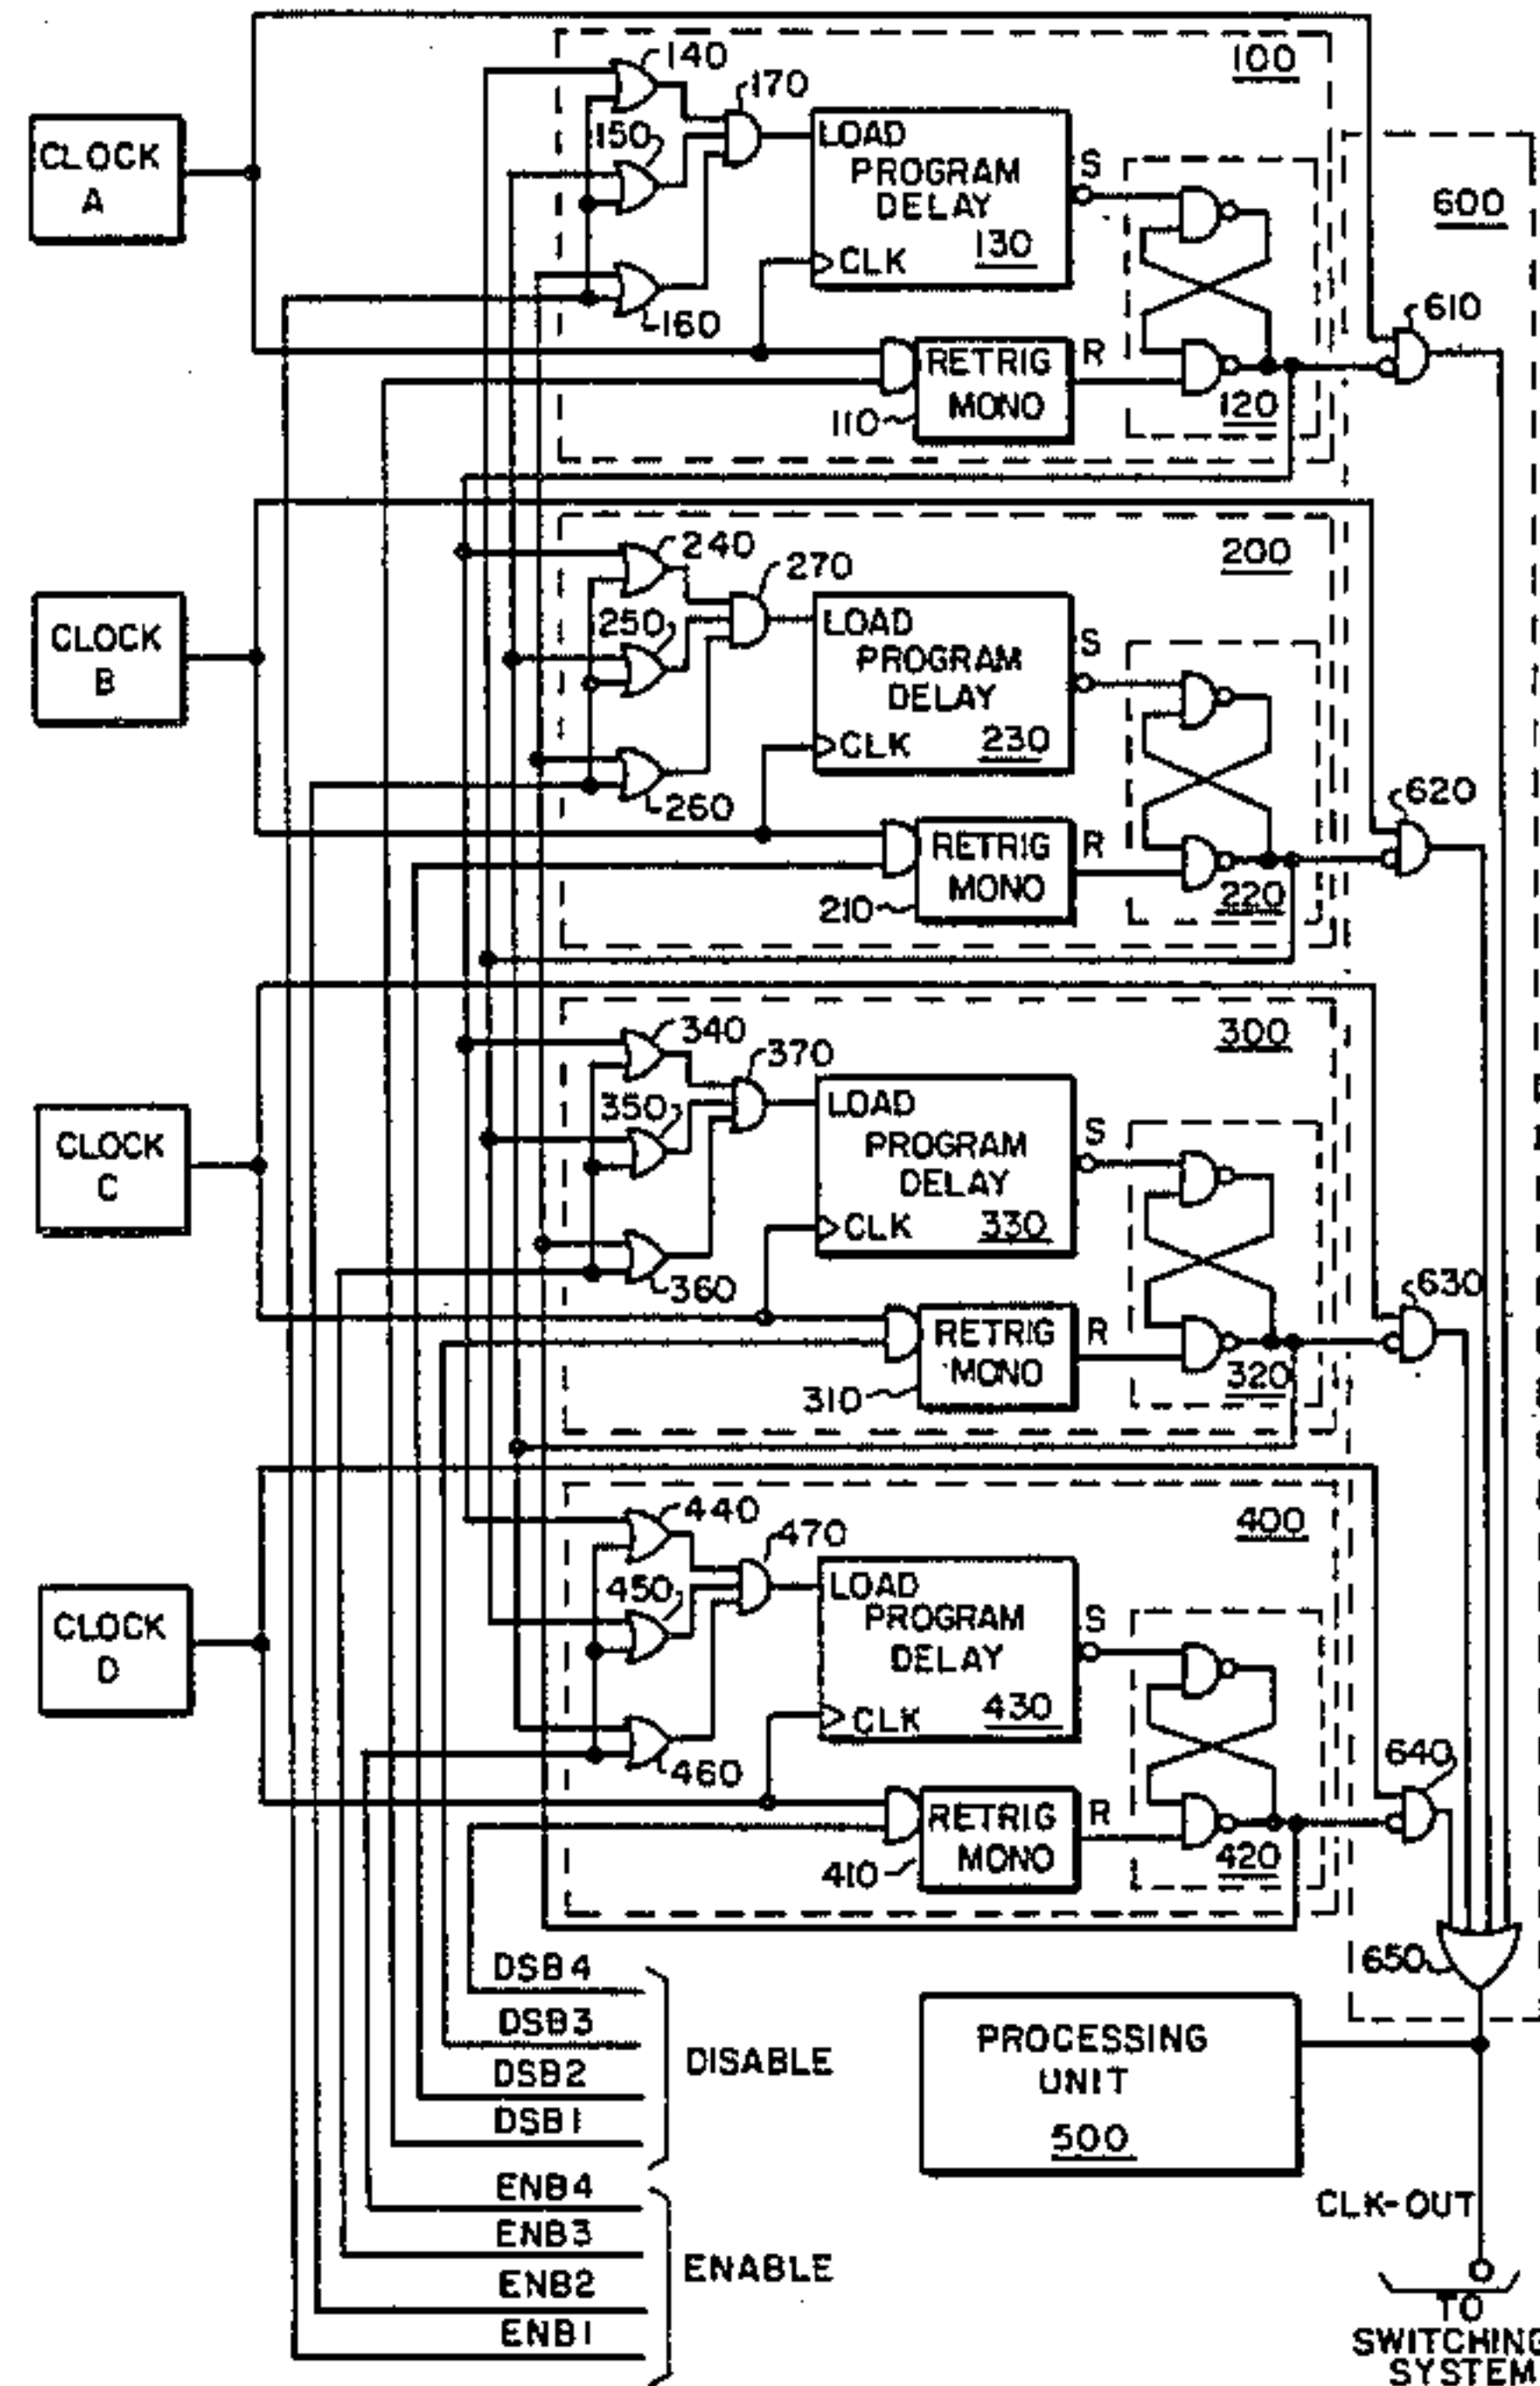 140
100
170
CLOCK
A
150
LOAD
PROGRAM
DELAY
130
S
600
CLK
160
610
RETRIG
MONO
R
110
120
240
200
270
CLOCK
B
250
LOAD
PROGRAM
DELAY
230
S
CLK
260
620
RETRIG
MONO
R
210
220
340
300
370
CLOCK
C
350
LOAD
PROGRAM
DELAY
330
S
CLK
360
630
RETRIG
MONO
R
310
320
440
400
470
CLOCK
D
450
LOAD
PROGRAM
DELAY
430
S
CLK
460
640
RETRIG
MONO
R
410
420
650
DSB4
DSB3
DSB2
DSB1
DISABLE
PROCESSING
UNIT
500
ENB4
ENB3
ENB2
ENB1
ENABLE
CLK-OUT
TO
SWITCHING
SYSTEM